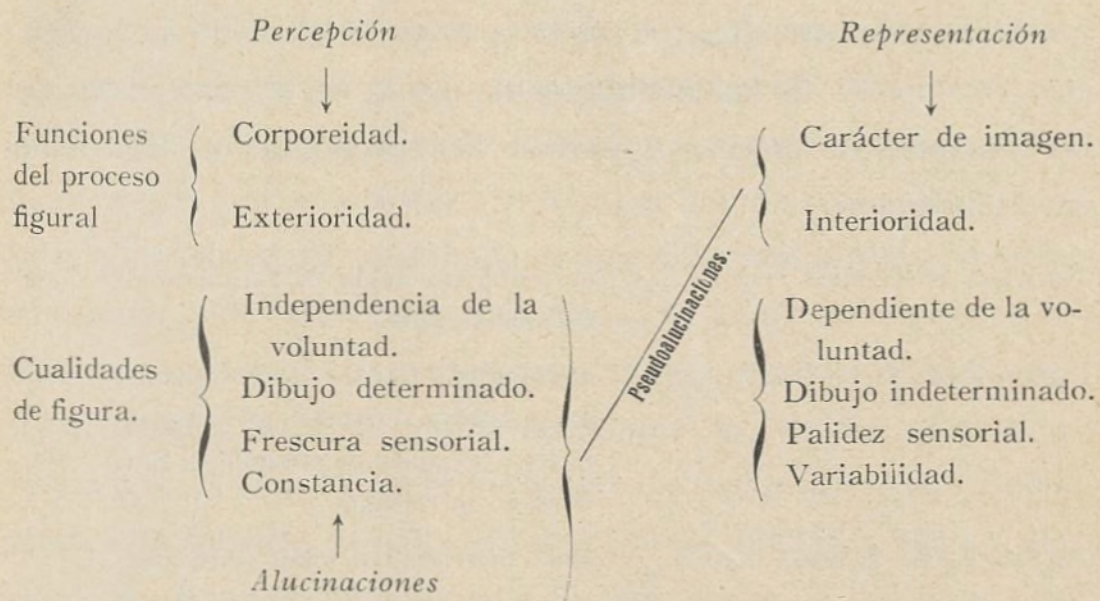 Percepción
Representación
Funciones
del proceso
figural
Corporeidad.
Exterioridad.
Carácter de imagen.
Interioridad.
Cualidades
de figura.
Independencia de la
voluntad.
Dibujo determinado.
Frescura sensorial.
Constancia.
Pseudoalucinaciones.
Dependiente de la vo-
luntad.
Dibujo indeterminado.
Palidez sensorial.
Variabilidad.
Alucinaciones